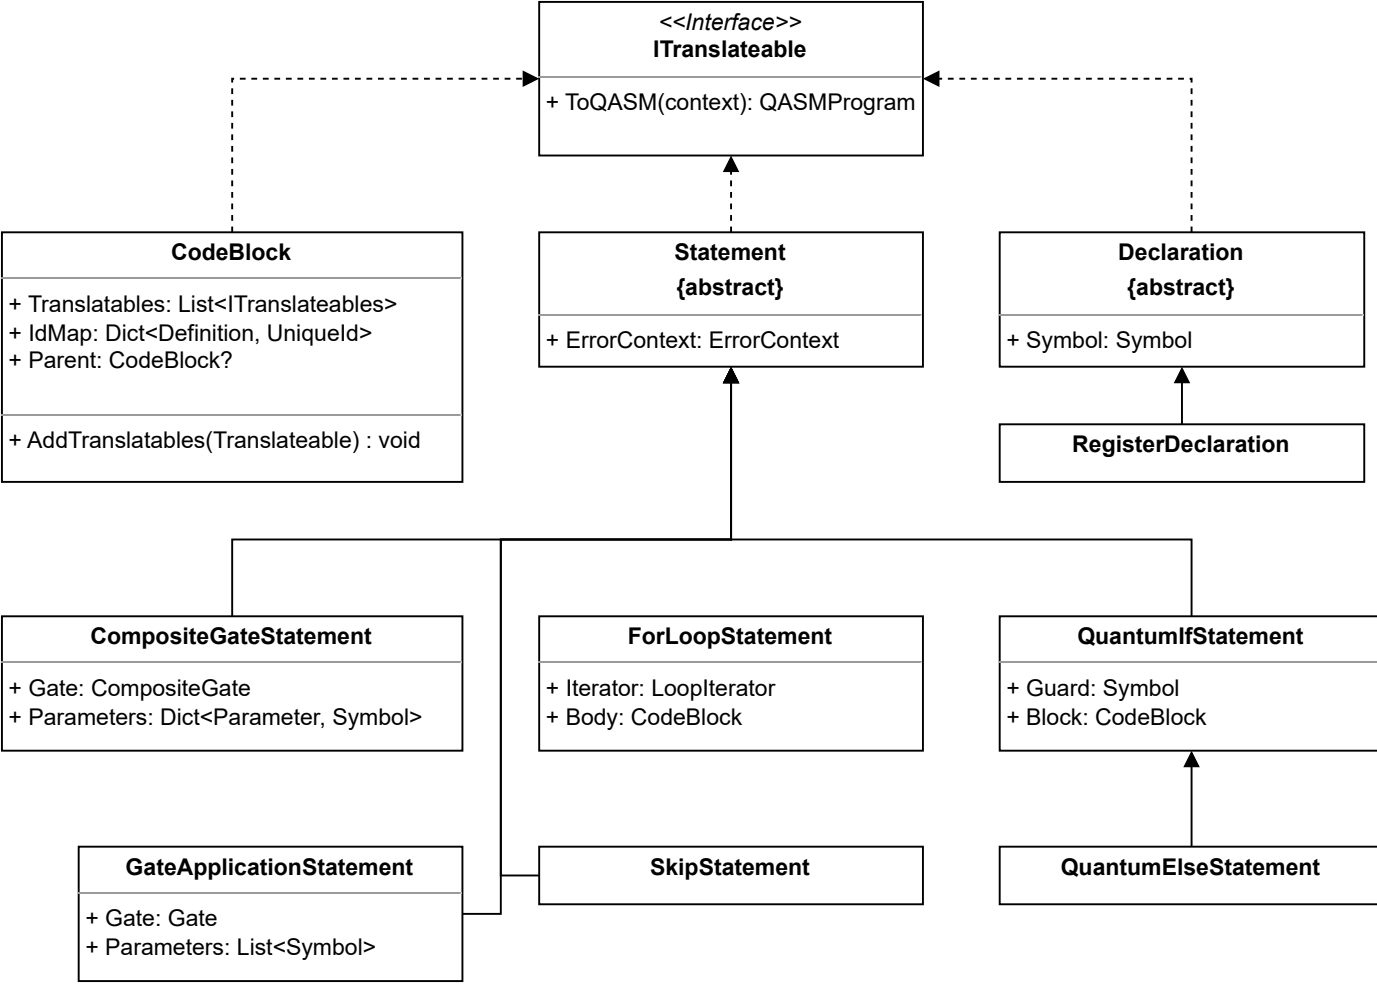 <<Interface>>
ITranslateable
+ ToQASM(context): QASMProgram
CodeBlock
+ Translatables: List<ITranslateables>
+ IdMap: Dict<Definition, UniqueId>
+ Parent: CodeBlock?
+ AddTranslatables(Translateable) : void
Statement
{abstract}
+ ErrorContext: ErrorContext
Declaration
{abstract}
+ Symbol: Symbol
RegisterDeclaration
CompositeGateStatement
+ Gate: CompositeGate
+ Parameters: Dict<Parameter, Symbol>
ForLoopStatement
+ Iterator: LoopIterator
+ Body: CodeBlock
QuantumIfStatement
+ Guard: Symbol
+ Block: CodeBlock
GateApplicationStatement
+ Gate: Gate
+ Parameters: List<Symbol>
SkipStatement
QuantumElseStatement